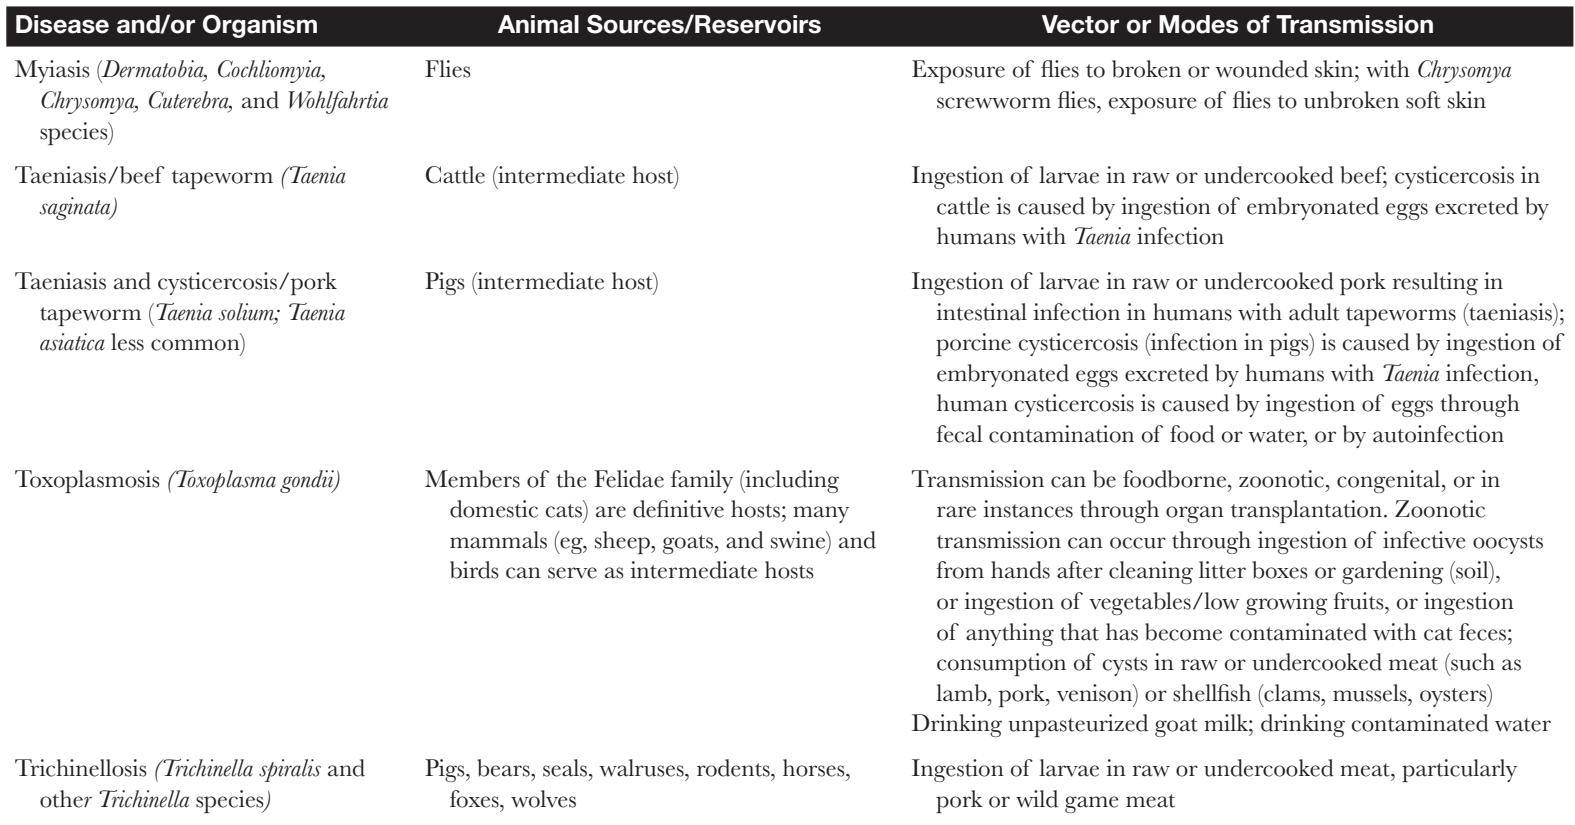 Disease and/or Organism Animal Sources/Reservoirs Vector or Modes of Transmission
Myiasis (Dermatobia, Cochliomyia,
Chrysomya, Cuterebra, and Wohlfahrtia
species)
Flies
Exposure of flies to broken or wounded skin; with Chrysomya
screwworm flies, exposure of flies to unbroken soft skin
Taeniasis/beef tapeworm (Taenia
saginata)
Cattle (intermediate host)
Ingestion of larvae in raw or undercooked beef; cysticercosis in
cattle is caused by ingestion of embryonated eggs excreted by
humans with Taenia infection
Taeniasis and cysticercosis/pork
tapeworm (Taenia solium; Taenia
asiatica less common)
Pigs (intermediate host)
Ingestion of larvae in raw or undercooked pork resulting in
intestinal infection in humans with adult tapeworms (taeniasis);
porcine cysticercosis (infection in pigs) is caused by ingestion of
embryonated eggs excreted by humans with Taenia infection,
human cysticercosis is caused by ingestion of eggs through
fecal contamination of food or water, or by autoinfection
Toxoplasmosis (Toxoplasma gondii)
Members of the Felidae family (including
domestic cats) are definitive hosts; many
mammals (eg, sheep, goats, and swine) and
birds can serve as intermediate hosts
Transmission can be foodborne, zoonotic, congenital, or in
rare instances through organ transplantation. Zoonotic
transmission can occur through ingestion of infective oocysts
from hands after cleaning litter boxes or gardening (soil),
or ingestion of vegetables/low growing fruits, or ingestion
of anything that has become contaminated with cat feces;
consumption of cysts in raw or undercooked meat (such as
lamb, pork, venison) or shellfish (clams, mussels, oysters)
Drinking unpasteurized goat milk; drinking contaminated water
Trichinellosis (Trichinella spiralis and
other Trichinella species)
Pigs, bears, seals, walruses, rodents, horses,
foxes, wolves
Ingestion of larvae in raw or undercooked meat, particularly
pork or wild game meat